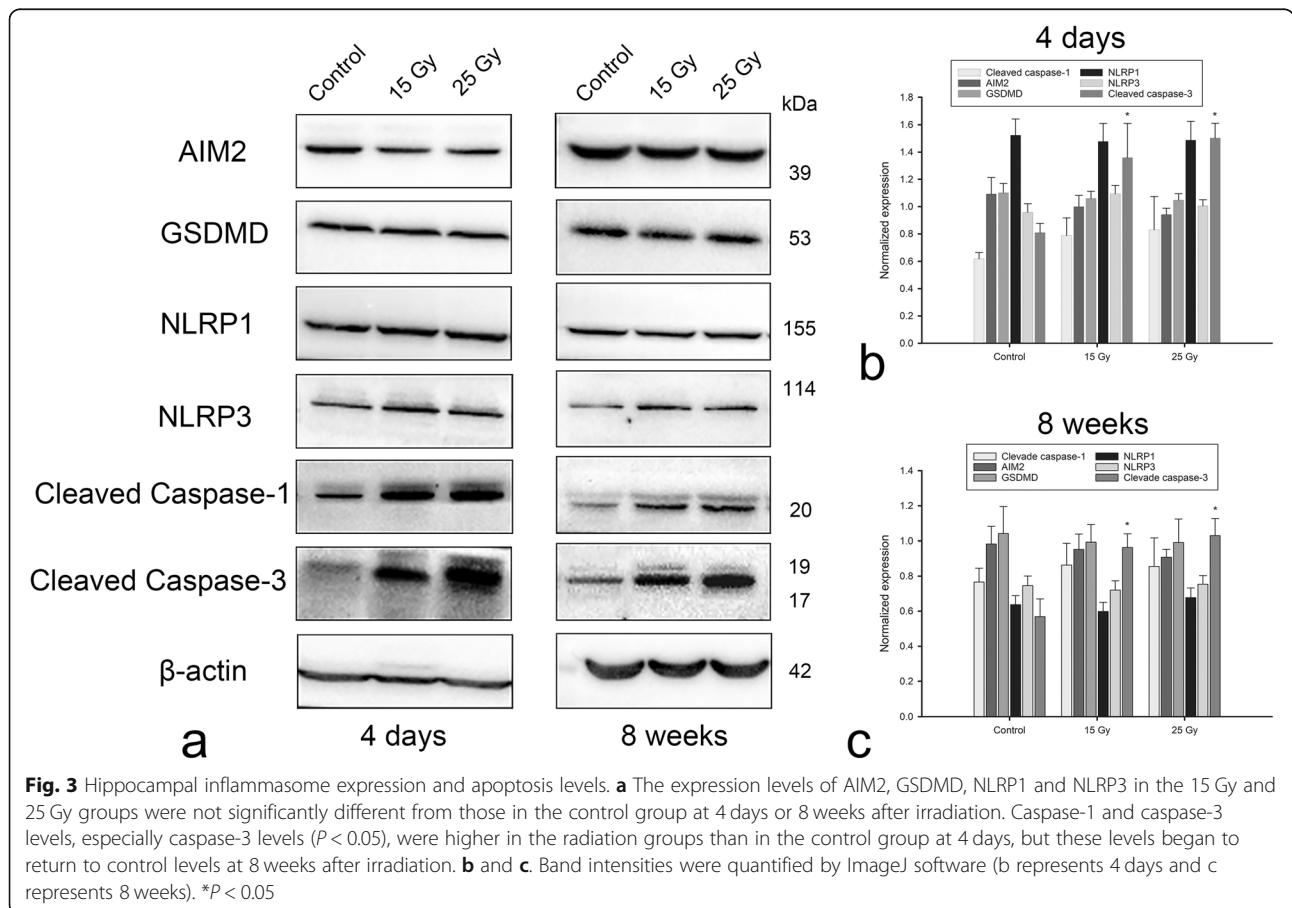 Control 15 Gy 25 Gy
Control 15 Gy 25 Gy
kDa
AIM2
39
GSDMD
53
NLRP1
155
NLRP3
114
Cleaved Caspase-1
20
Cleaved Caspase-3
19
17
β-actin
42
a
4 days
8 weeks
4 days
Cleaved caspase-1
AIM2
GSDMD
NLRP1
NLRP3
Cleaved caspase-3
1.8
1.6
1.4
1.2
1.0
0.8
0.6
0.4
0.2
0.0
Normalized expression
*
*
Control
15 Gy
25 Gy
b
8 weeks
Clevade caspase-1
AIM2
GSDMD
NLRP1
NLRP3
Clevade caspase-3
1.4
1.2
1.0
0.8
0.6
0.4
0.2
0.0
Normalized expression
*
*
Control
15 Gy
25 Gy
c
Fig. 3 Hippocampal inflammasome expression and apoptosis levels. a The expression levels of AIM2, GSDMD, NLRP1 and NLRP3 in the 15 Gy and
25 Gy groups were not significantly different from those in the control group at 4 days or 8 weeks after irradiation. Caspase-1 and caspase-3
levels, especially caspase-3 levels (P < 0.05), were higher in the radiation groups than in the control group at 4 days, but these levels began to
return to control levels at 8 weeks after irradiation. b and c. Band intensities were quantified by ImageJ software (b represents 4 days and c
represents 8 weeks). *P < 0.05